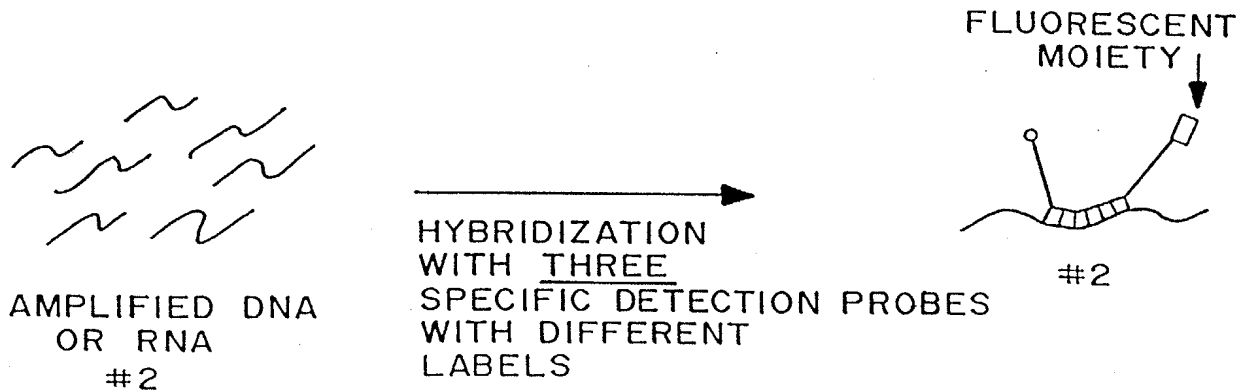 FLUORESCENT
MOIETY
AMPLIFIED DNA
OR RNA
#2
HYBRIDIZATION
WITH THREE
SPECIFIC DETECTION PROBES
WITH DIFFERENT
LABELS
#2